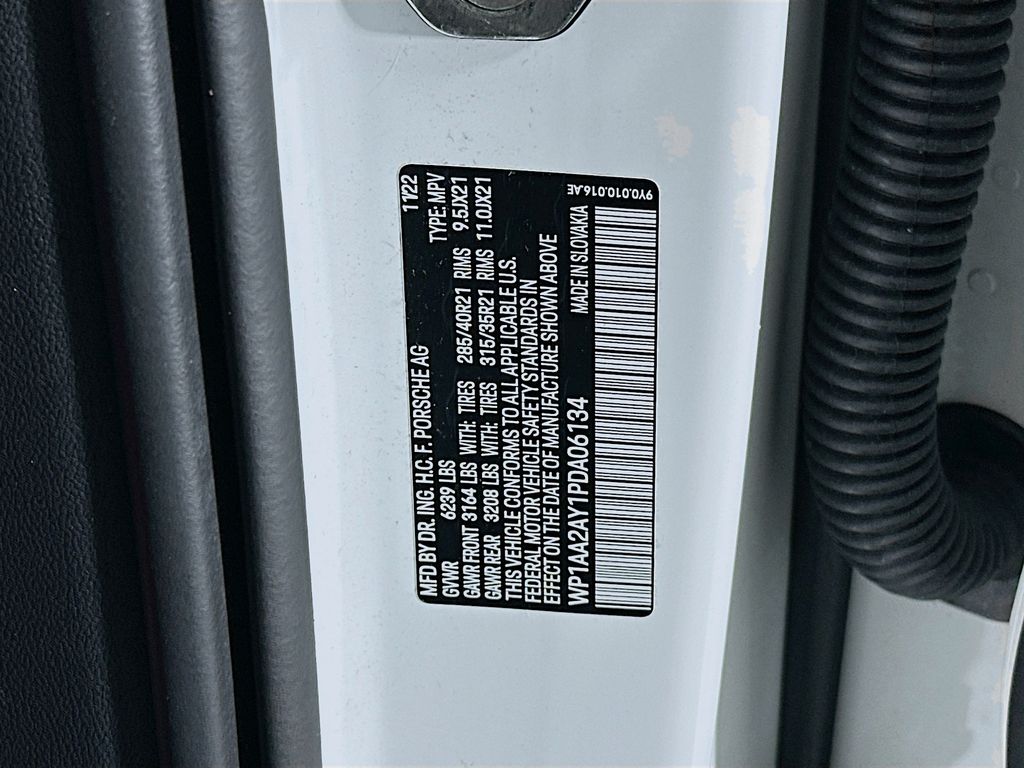 MFD BY DR. ING. H.C. F. PORSCHE AG 11'22
GVWR 6239 LBS TYPE: MPV
GAWR FRONT 3164 LBS WITH: TIRES 285/40R21 RIMS 9.5JX21
GAWR REAR 3208 LBS WITH: TIRES 315/35R21 RIMS 11.0JX21
THIS VEHICLE CONFORMS TO ALL APPLICABLE U.S.
FEDERAL MOTOR VEHICLE SAFETY STANDARDS IN
EFFECT ON THE DATE OF MANUFACTURE SHOWN ABOVE
WP1AA2AY1PDA06134 MADE IN SLOVAKIA
9Y0.010.016.AE